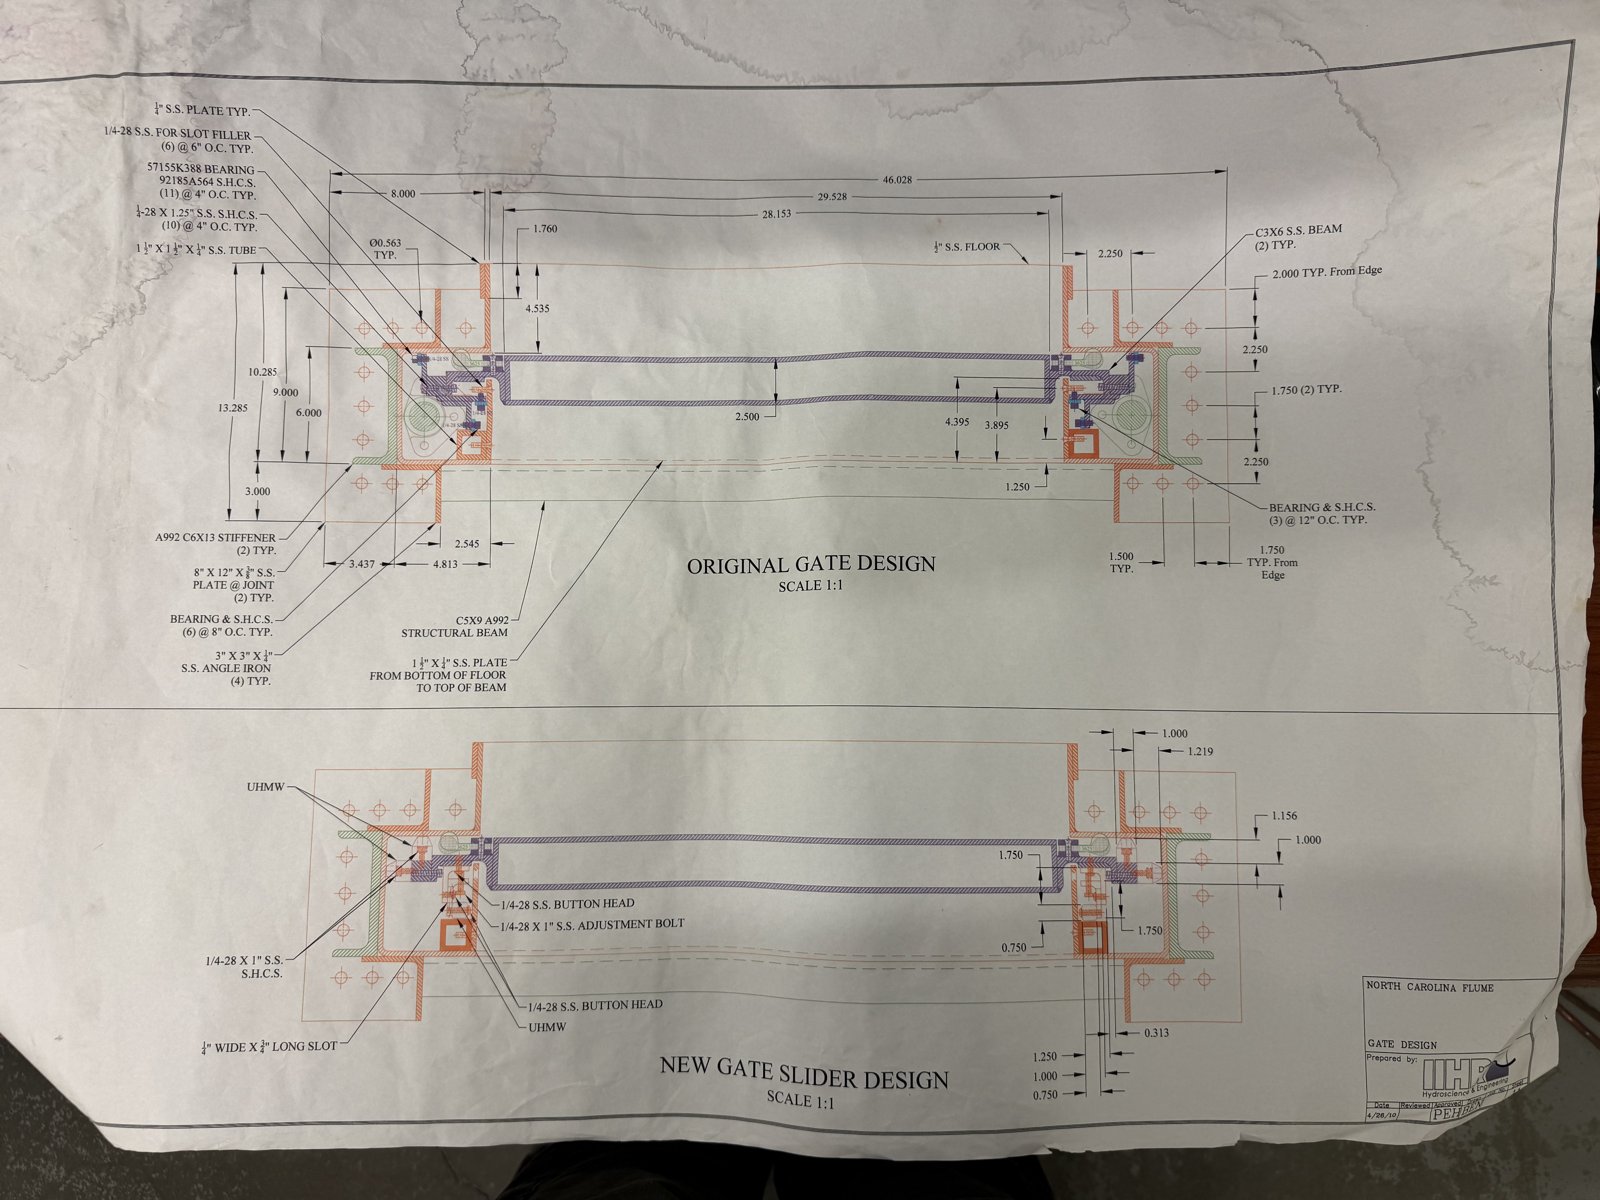 ¼" S.S. PLATE TYP.
1/4-28 S.S. FOR SLOT FILLER
(6) @ 6" O.C. TYP.
57155K388 BEARING
92185A564 S.H.C.S.
(11) @ 4" O.C. TYP.
¼-28 X 1.25" S.S. S.H.C.S.
(10) @ 4" O.C. TYP.
1 ½" X 1 ½" X ¼" S.S. TUBE
Ø0.563
TYP.
46.028
8.000
29.528
28.153
1.760
½" S.S. FLOOR
4.535
2.250
C3X6 S.S. BEAM
(2) TYP.
2.000 TYP. From Edge
2.250
1.750 (2) TYP.
2.250
13.285
10.285
9.000
6.000
3.000
2.500
4.395
3.895
1.250
BEARING & S.H.C.S.
(3) @ 12" O.C. TYP.
1.500
TYP.
1.750
TYP. From
Edge
2.545
3.437
4.813
A992 C6X13 STIFFENER
(2) TYP.
8" X 12" X ⅜" S.S.
PLATE @ JOINT
(2) TYP.
BEARING & S.H.C.S.
(6) @ 8" O.C. TYP.
3" X 3" X ¼"
S.S. ANGLE IRON
(4) TYP.
C5X9 A992
STRUCTURAL BEAM
1 ½" X ¼" S.S. PLATE
FROM BOTTOM OF FLOOR
TO TOP OF BEAM
ORIGINAL GATE DESIGN
SCALE 1:1
UHMW
1.000
1.219
1.156
1.000
1.750
1.750
0.750
0.313
1.250
1.000
0.750
1/4-28 S.S. BUTTON HEAD
1/4-28 X 1" S.S. ADJUSTMENT BOLT
1/4-28 X 1" S.S.
S.H.C.S.
1/4-28 S.S. BUTTON HEAD
UHMW
¼" WIDE X ¾" LONG SLOT
NEW GATE SLIDER DESIGN
SCALE 1:1
NORTH CAROLINA FLUME
GATE DESIGN
Prepared by:
Hydroscience & Engineering
Date
Reviewed
Approved
4/26/10
PEH